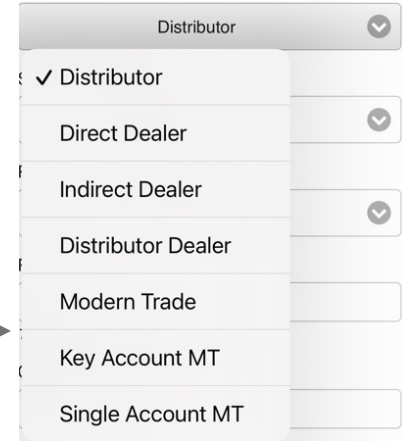 Distributor
✓ Distributor
Direct Dealer
Indirect Dealer
Distributor Dealer
Modern Trade
Key Account MT
Single Account MT